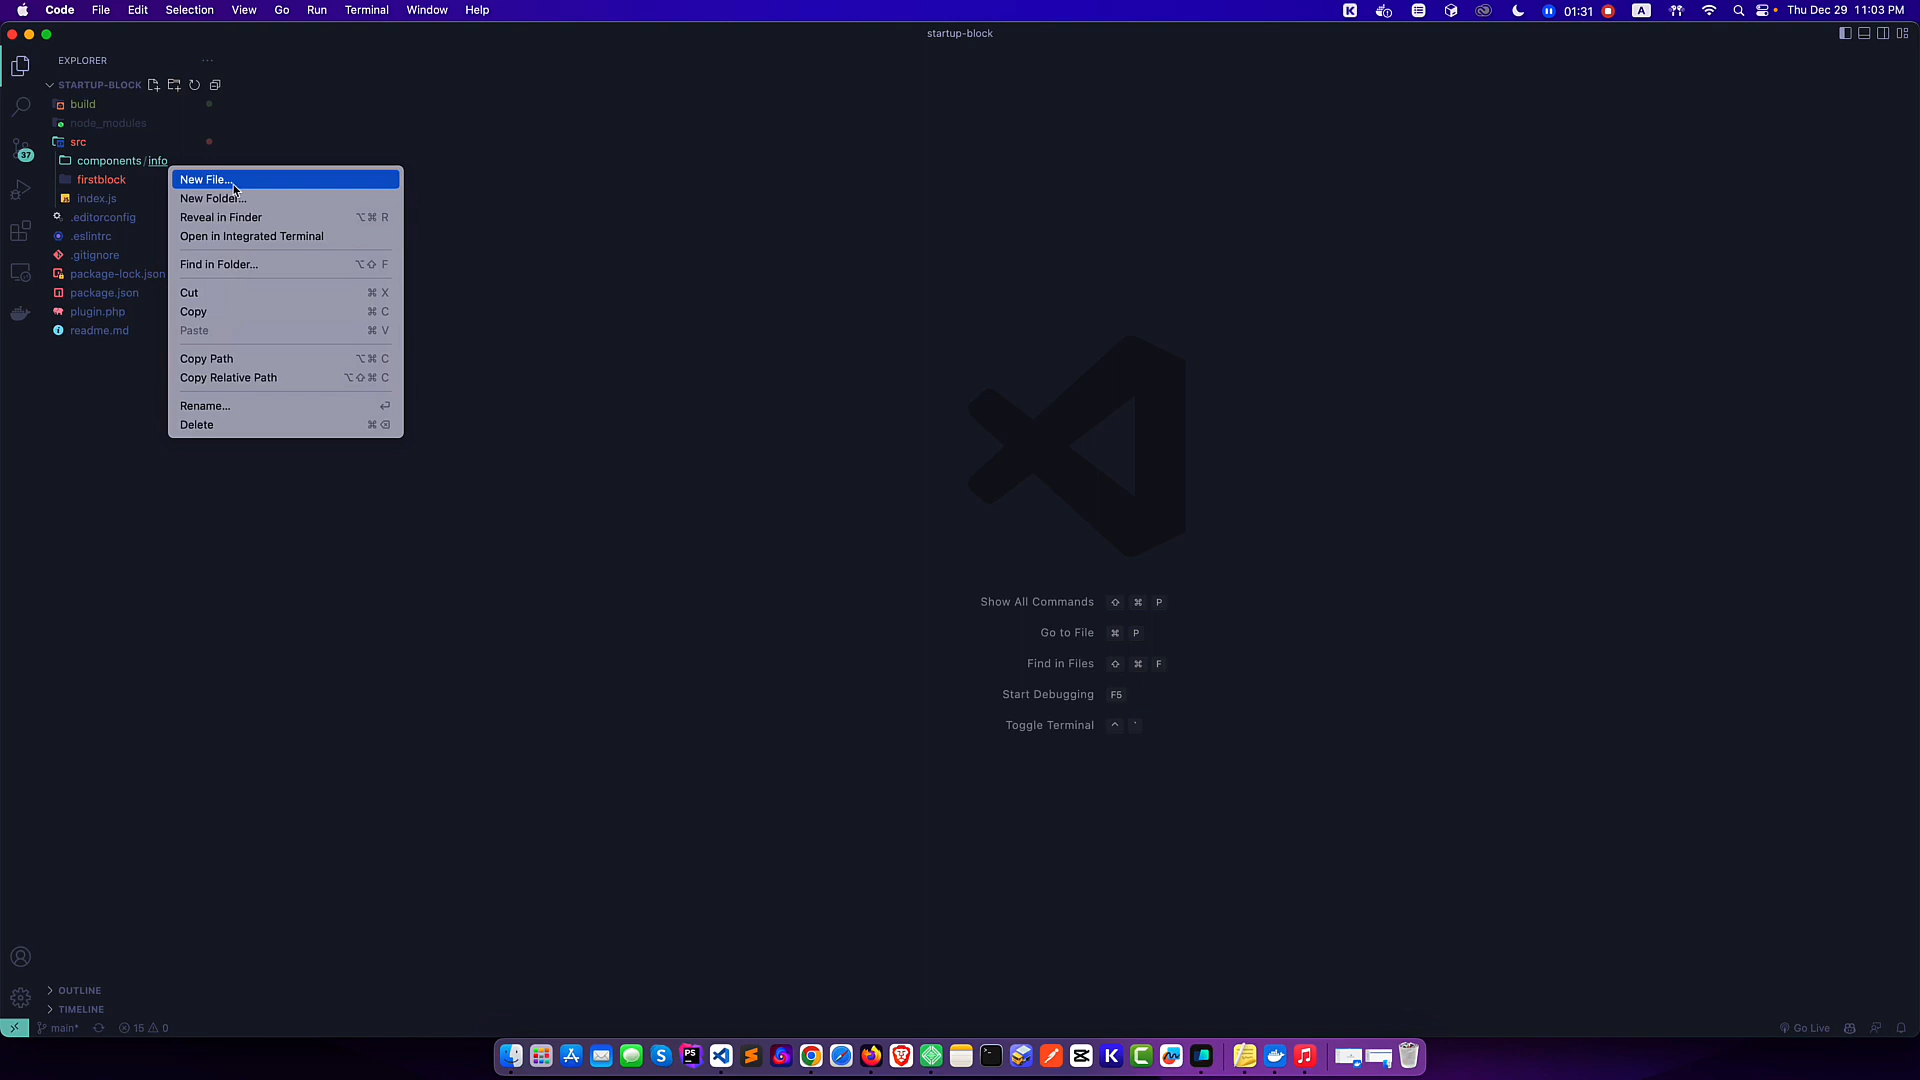 Code File Edit Selection View Go Run Terminal Window Help
01:31
A
Thu Dec 29 11:03 PM
startup-block
EXPLORER
STARTUP-BLOCK
build
node_modules
src
components / info
firstblock
index.js
.editorconfig
.eslintrc
.gitignore
package-lock.json
package.json
plugin.php
readme.md
37
New File...
New Folder...
Reveal in Finder ⌥⌘ R
Open in Integrated Terminal
Find in Folder... ⌥⇧ F
Cut ⌘ X
Copy ⌘ C
Paste ⌘ V
Copy Path ⌥⌘ C
Copy Relative Path ⌥⇧⌘ C
Rename... ⏎
Delete ⌘ ⌫
Show All Commands ⇧ ⌘ P
Go to File ⌘ P
Find in Files ⇧ ⌘ F
Start Debugging F5
Toggle Terminal ^ `
OUTLINE
TIMELINE
main* 15 0
Go Live